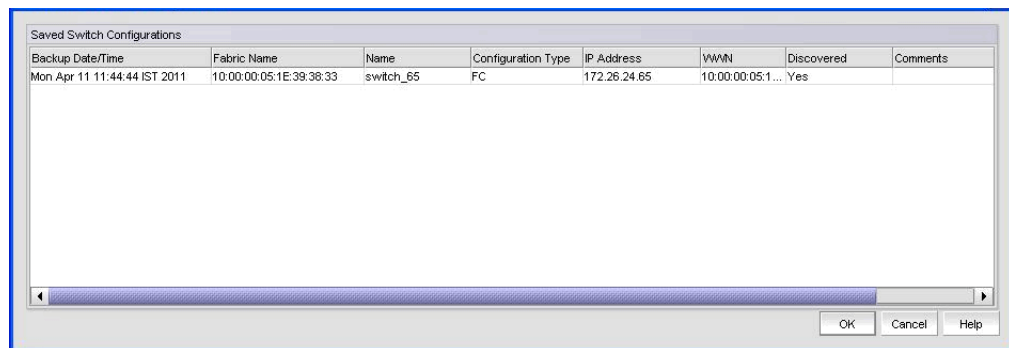 Saved Switch Configurations
Backup Date/Time Fabric Name Name Configuration Type IP Address WWN Discovered Comments
Mon Apr 11 11:44:44 IST 2011 10:00:00:05:1E:39:38:33 switch_65 FC 172.26.24.65 10:00:00:05:1... Yes
OK Cancel Help